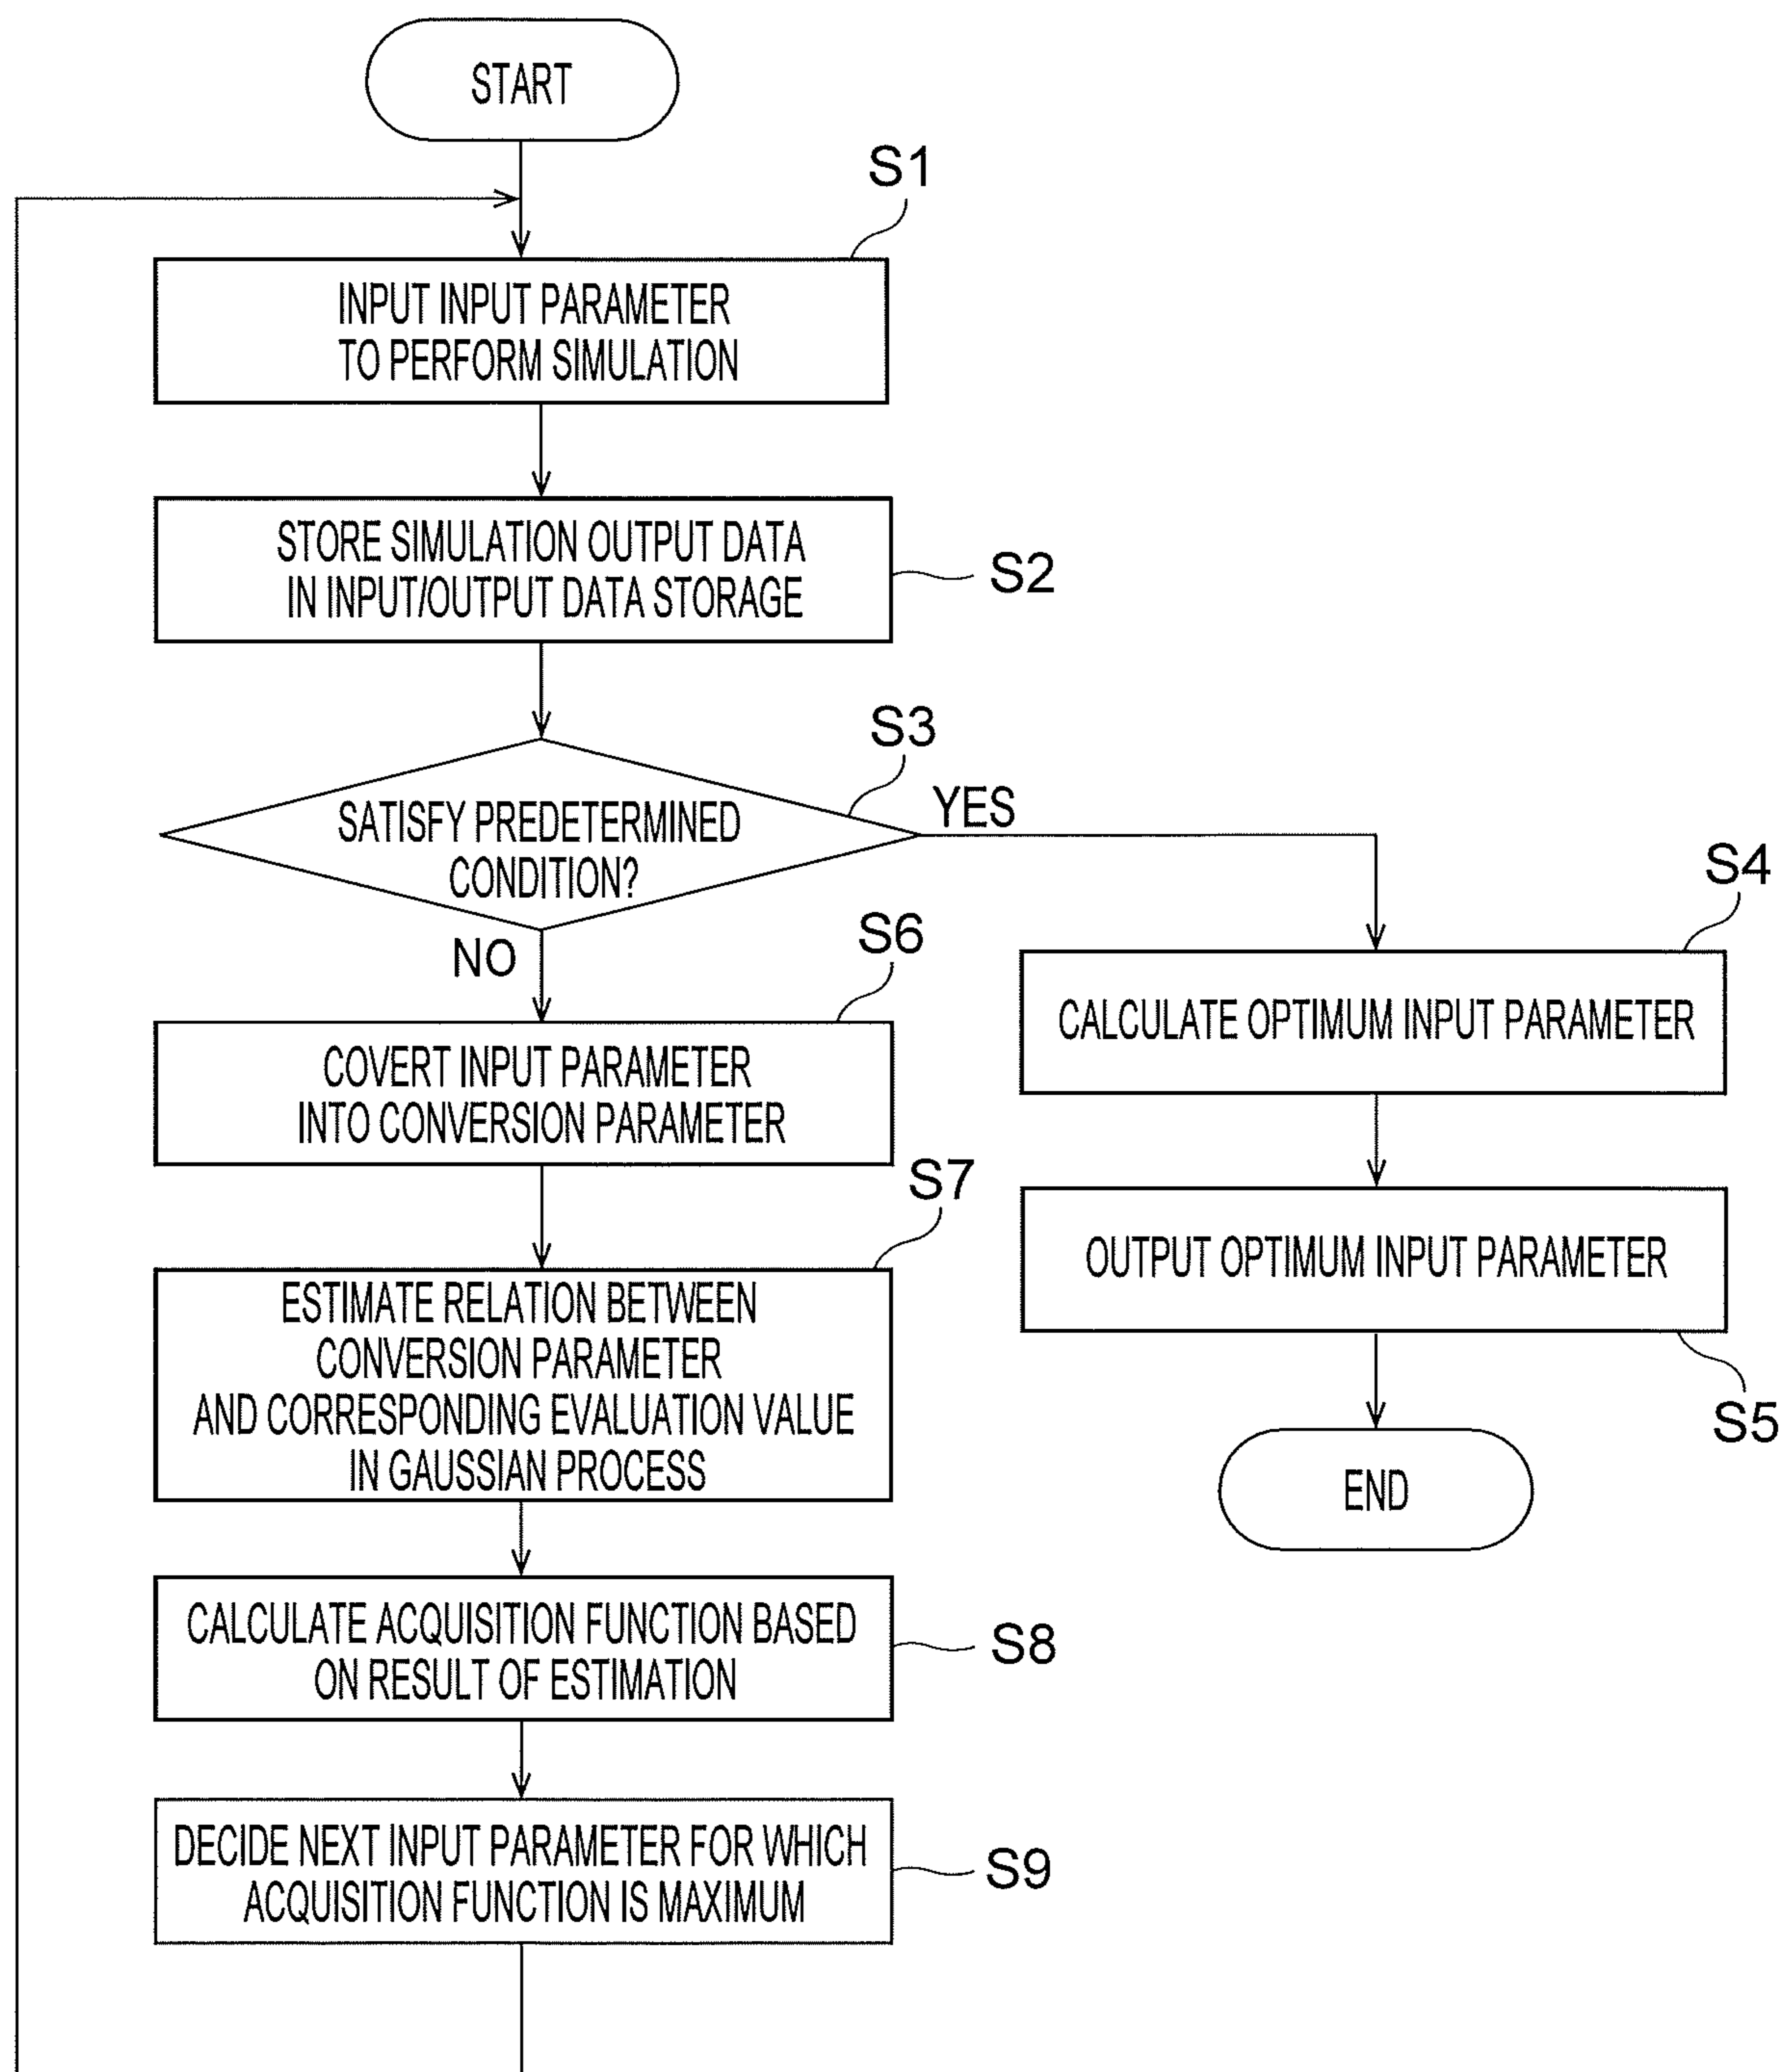 START
S1
INPUT INPUT PARAMETER
TO PERFORM SIMULATION
STORE SIMULATION OUTPUT DATA
IN INPUT/OUTPUT DATA STORAGE
S2
S3
SATISFY PREDETERMINED
CONDITION?
YES
NO
S4
CALCULATE OPTIMUM INPUT PARAMETER
OUTPUT OPTIMUM INPUT PARAMETER
S5
END
S6
COVERT INPUT PARAMETER
INTO CONVERSION PARAMETER
S7
ESTIMATE RELATION BETWEEN
CONVERSION PARAMETER
AND CORRESPONDING EVALUATION VALUE
IN GAUSSIAN PROCESS
CALCULATE ACQUISITION FUNCTION BASED
ON RESULT OF ESTIMATION
S8
DECIDE NEXT INPUT PARAMETER FOR WHICH
ACQUISITION FUNCTION IS MAXIMUM
S9